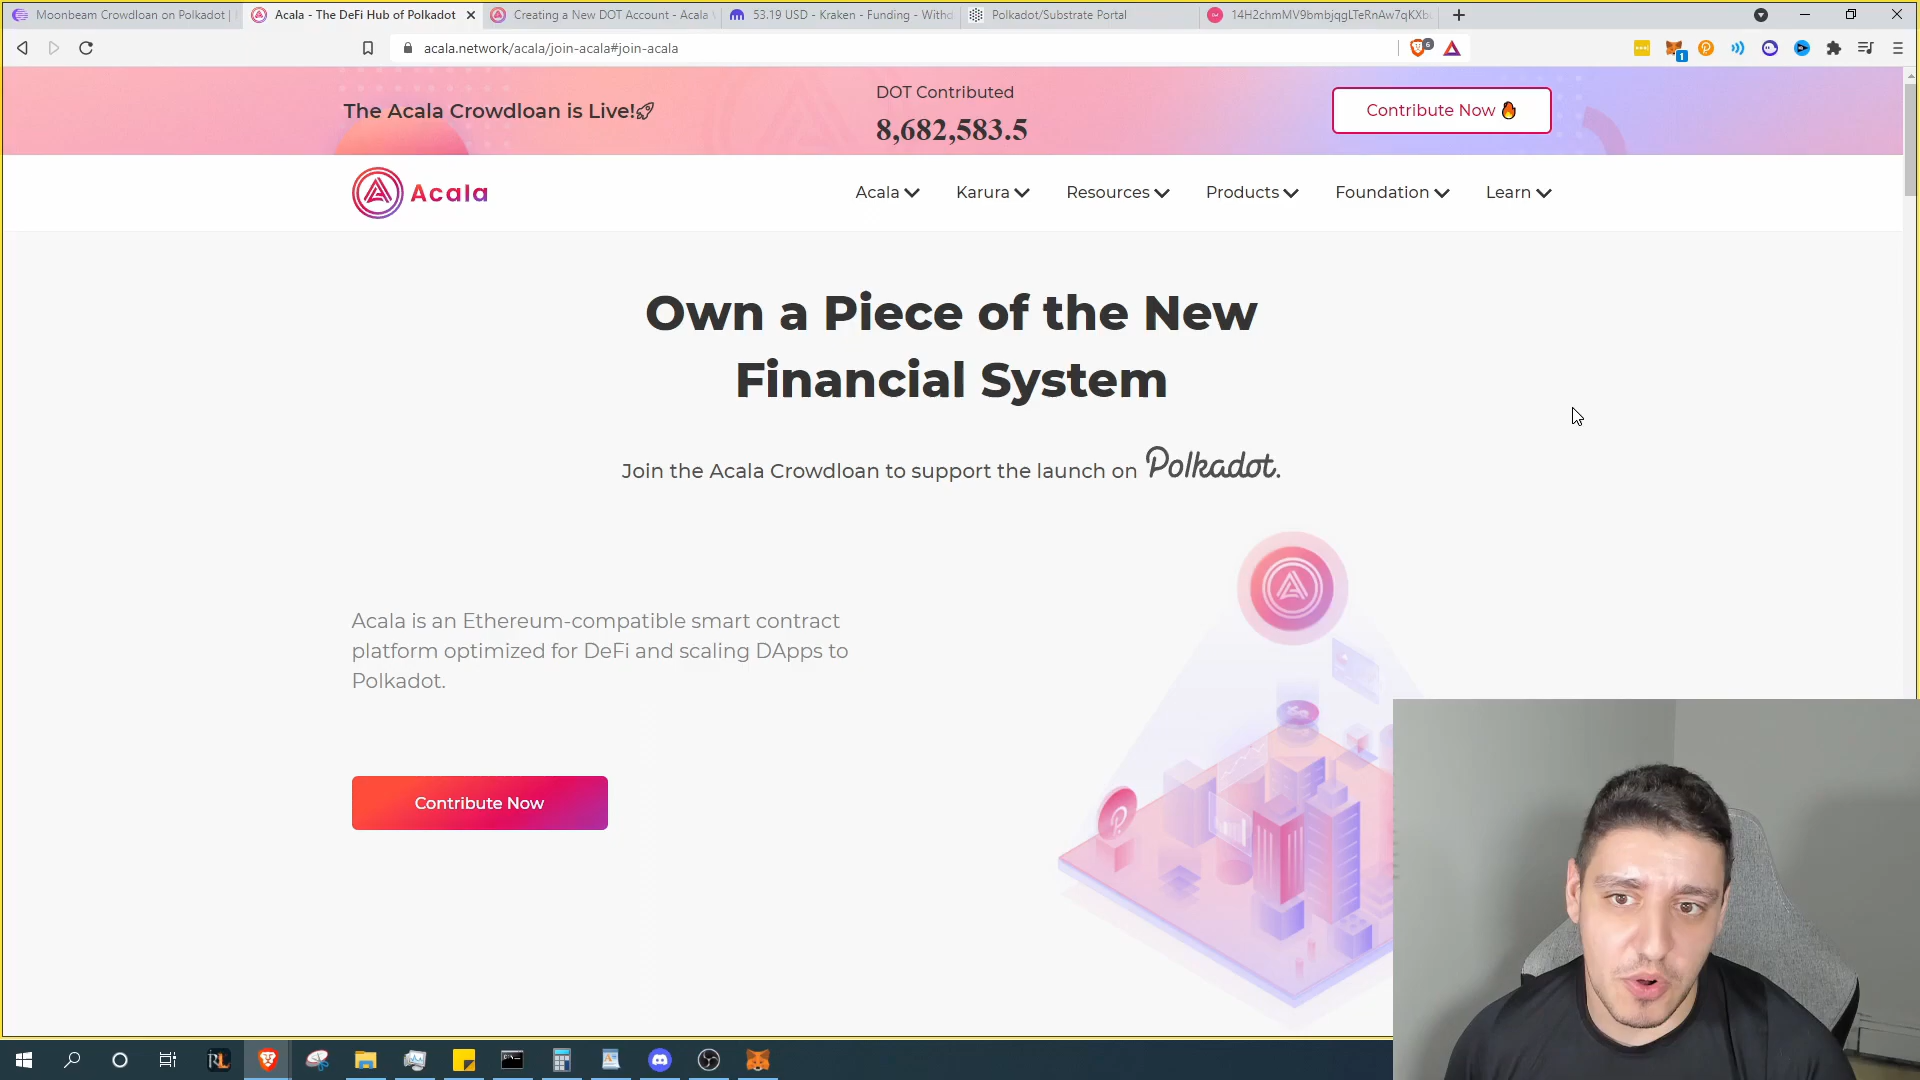 Moonbeam Crowdloan on Polkadot |
Acala - The DeFi Hub of Polkadot
Creating a New DOT Account - Acala
53.19 USD - Kraken - Funding - Withd
Polkadot/Substrate Portal
acala.network/acala/join-acala#join-acala
6
1
The Acala Crowdloan is Live!🚀
DOT Contributed
8,682,583.5
Contribute Now 🔥
Acala
Acala
Karura
Resources
Products
Foundation
Learn
Own a Piece of the New
Financial System
Join the Acala Crowdloan to support the launch on Polkadot.
Acala is an Ethereum-compatible smart contract
platform optimized for DeFi and scaling DApps to
Polkadot.
Contribute Now